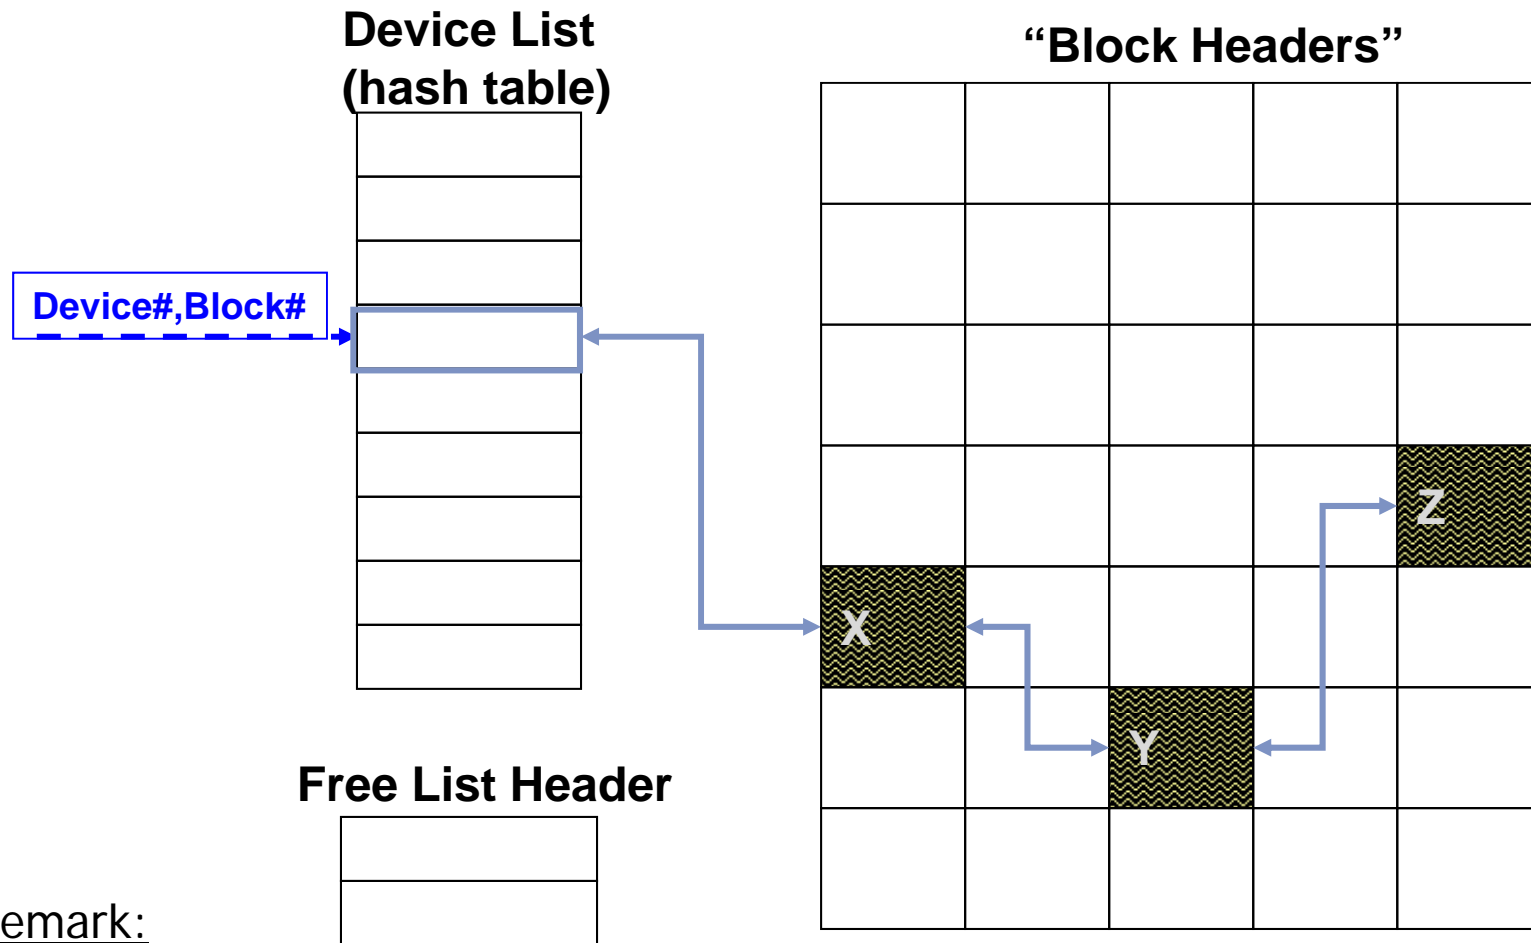 Device List
(hash table)
“Block Headers”
Device#,Block#
Z
X
Y
Free List Header
emark: